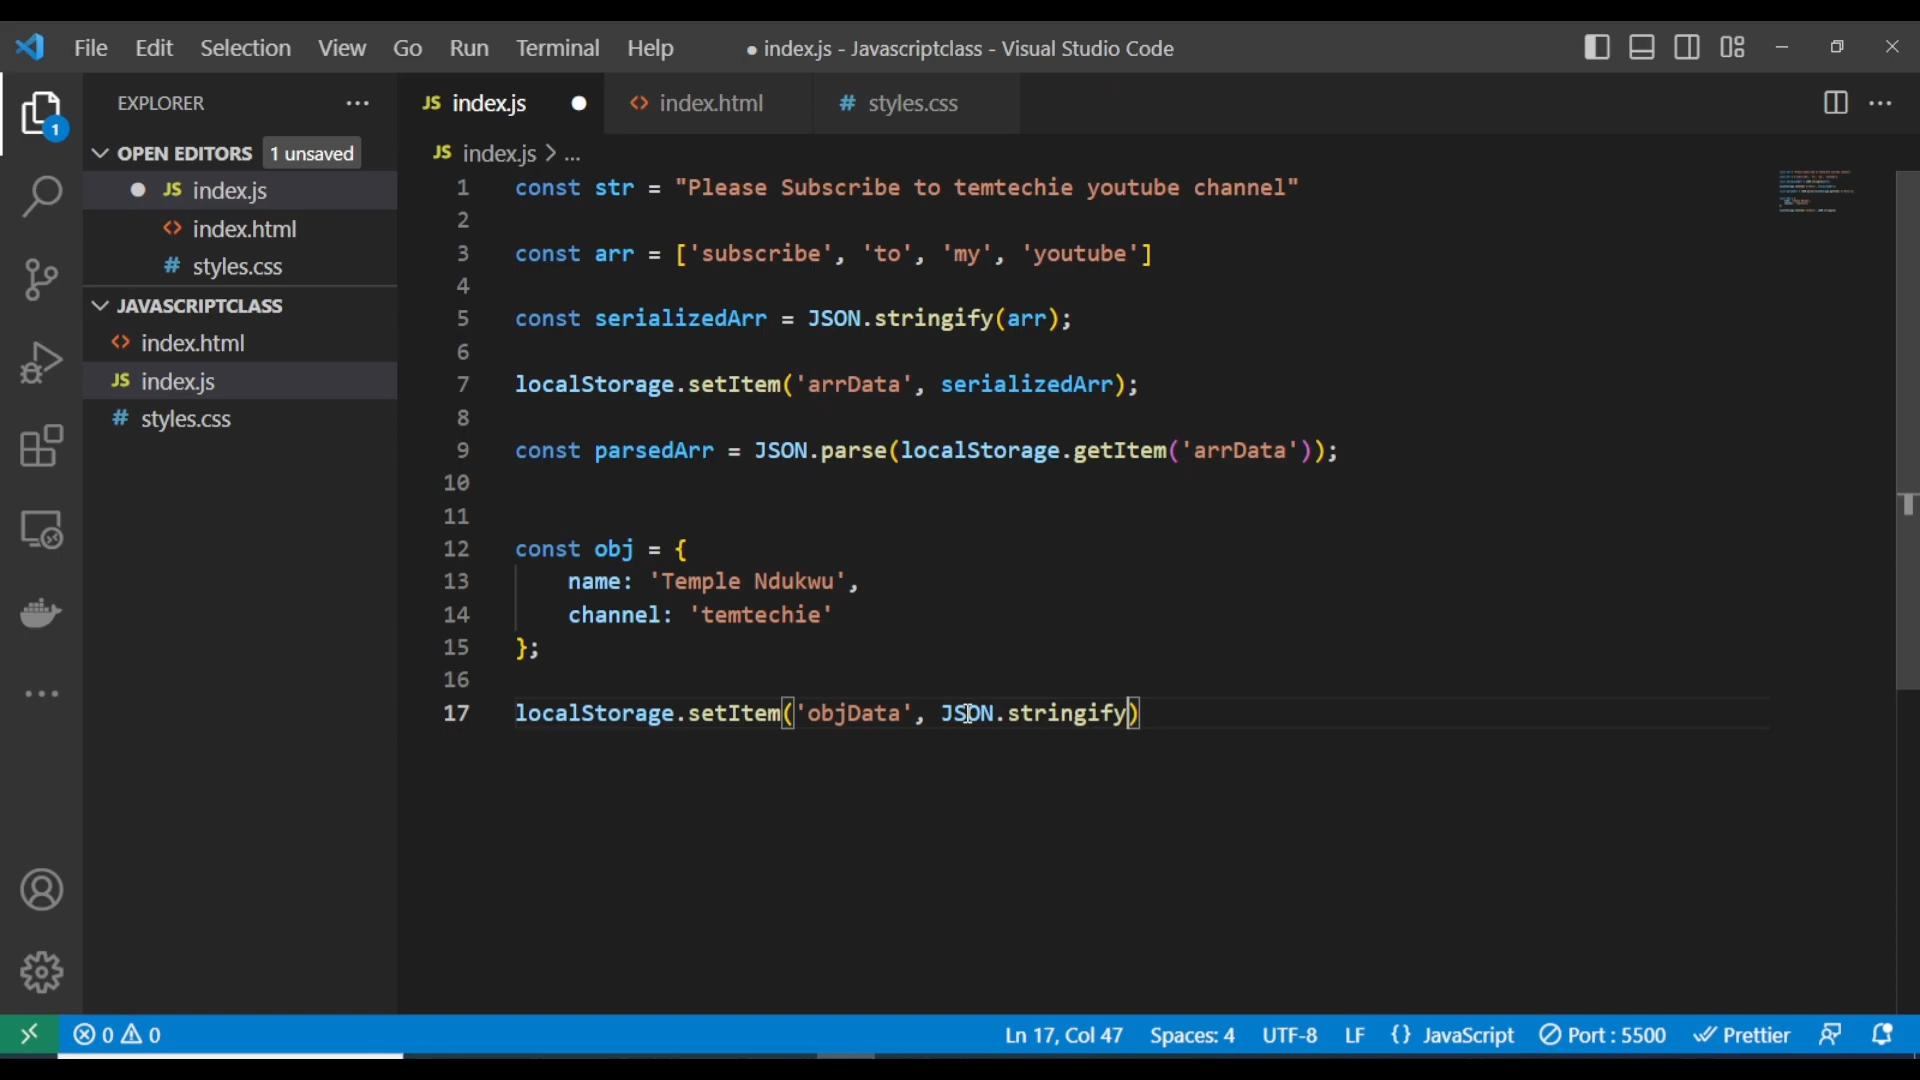 File Edit Selection View Go Run Terminal Help ● index.js - Javascriptclass - Visual Studio Code
EXPLORER ...
JS index.js ● <> index.html # styles.css ...
OPEN EDITORS 1 unsaved
JS index.js > ...
● JS index.js
<> index.html
# styles.css
JAVASCRIPTCLASS
<> index.html
JS index.js
# styles.css
1
1 const str = "Please Subscribe to temtechie youtube channel"
2
3 const arr = ['subscribe', 'to', 'my', 'youtube']
4
5 const serializedArr = JSON.stringify(arr);
6
7 localStorage.setItem('arrData', serializedArr);
8
9 const parsedArr = JSON.parse(localStorage.getItem('arrData'));
10
11
12 const obj = {
13 name: 'Temple Ndukwu',
14 channel: 'temtechie'
15 };
16
17 localStorage.setItem('objData', JSON.stringify)
0 0 Ln 17, Col 47 Spaces: 4 UTF-8 LF {} JavaScript Port : 5500 Prettier